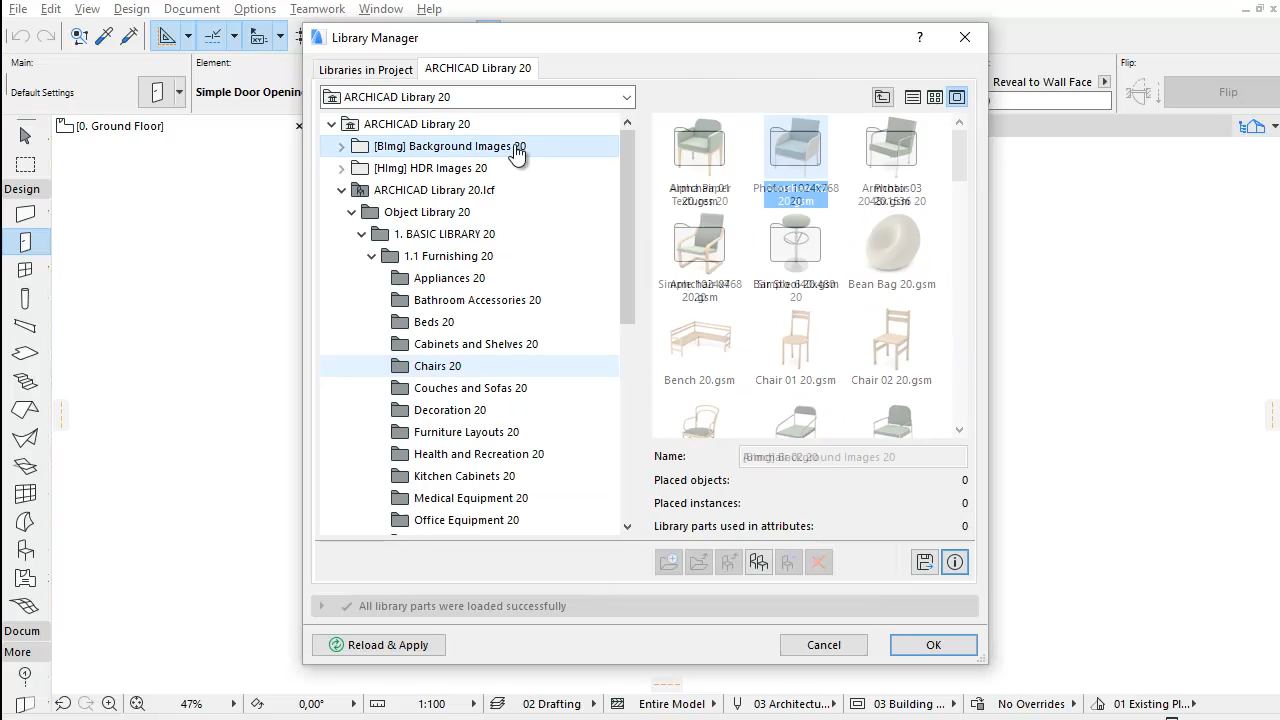 File Edit View Design Document Options Teamwork Window Help
Library Manager
?
Main:
Element:
Flip:
Default Settings
Simple Door Openin
Reveal to Wall Face
Flip
Libraries in Project
ARCHICAD Library 20
[0. Ground Floor]
ARCHICAD Library 20
ARCHICAD Library 20
[BImg] Background Images 20
[HImg] HDR Images 20
ARCHICAD Library 20.lcf
Object Library 20
1. BASIC LIBRARY 20
1.1 Furnishing 20
Appliances 20
Bathroom Accessories 20
Beds 20
Cabinets and Shelves 20
Chairs 20
Couches and Sofas 20
Decoration 20
Furniture Layouts 20
Health and Recreation 20
Kitchen Cabinets 20
Medical Equipment 20
Office Equipment 20
Bean Bag 20.gsm
Bench 20.gsm
Chair 01 20.gsm
Chair 02 20.gsm
Name:
Placed objects: 0
Placed instances: 0
Library parts used in attributes: 0
All library parts were loaded successfully
Reload & Apply
Cancel
OK
Design
Docum
More
47%
0,00°
1:100
02 Drafting
Entire Model
03 Architectu...
03 Building ...
No Overrides
01 Existing Pl...